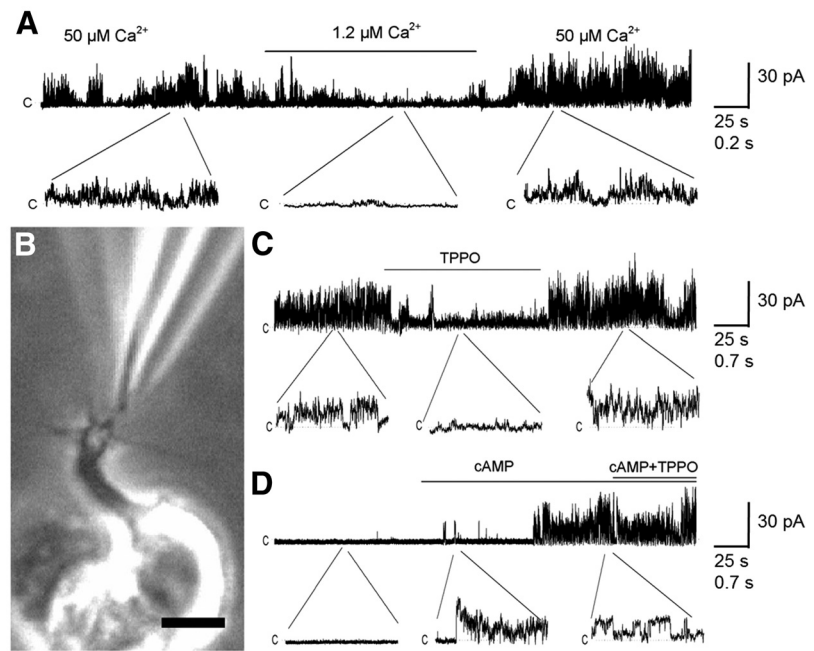 A
50 μM Ca2+
1.2 μM Ca2+
50 μM Ca2+
C
30 pA
25 s
0.2 s
C
C
C
B
C
TPPO
C
30 pA
25 s
0.7 s
C
C
C
D
cAMP
cAMP+TPPO
C
30 pA
25 s
0.7 s
C
C
C